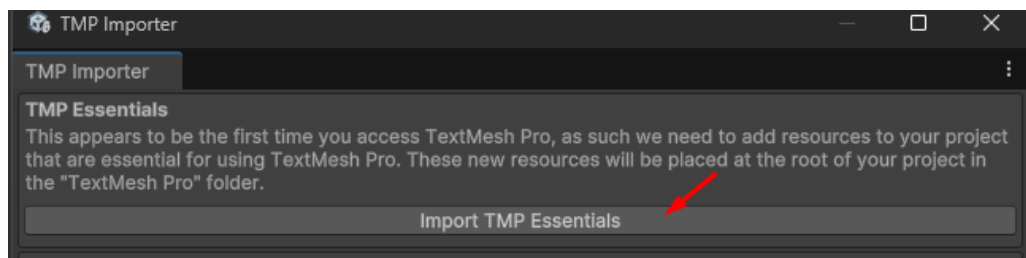 TMP Importer
TMP Importer
TMP Essentials
This appears to be the first time you access TextMesh Pro, as such we need to add resources to your project
that are essential for using TextMesh Pro. These new resources will be placed at the root of your project in
the "TextMesh Pro" folder.
Import TMP Essentials